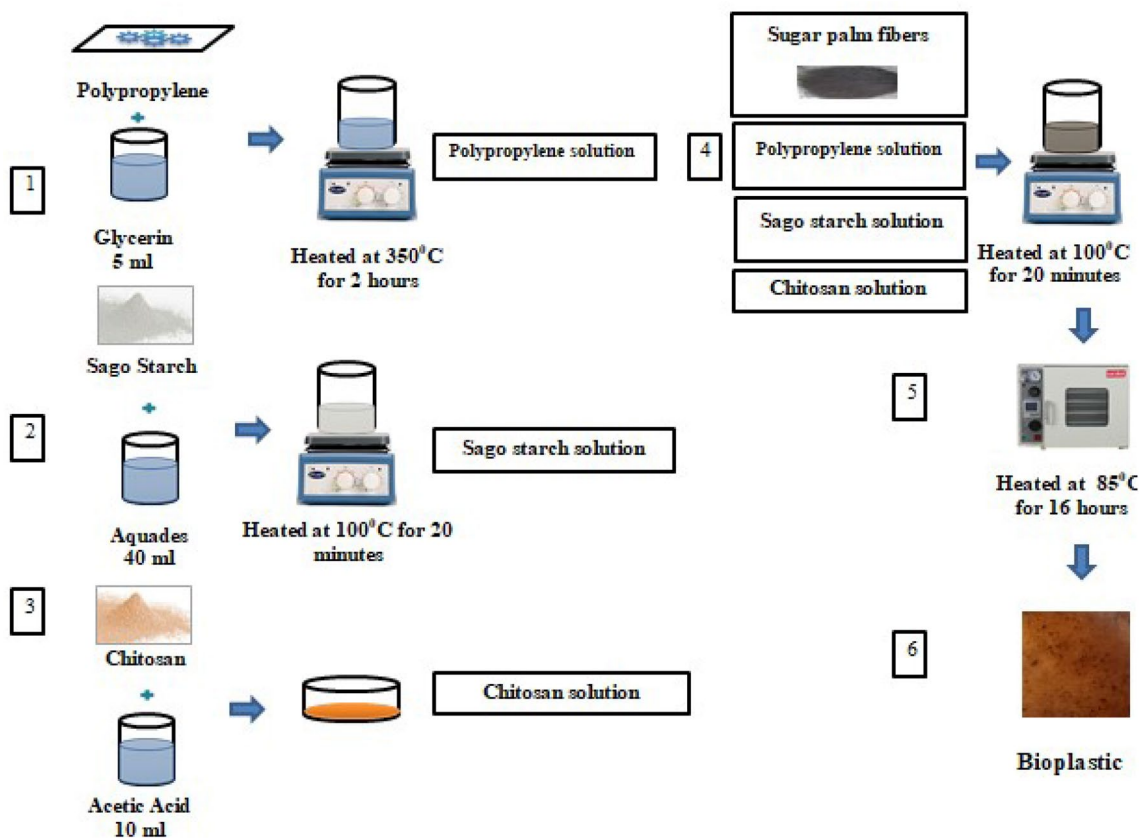 Polypropylene
+
1
Glycerin
5 ml
Heated at 350⁰C
for 2 hours
Polypropylene solution
Sago Starch
+
2
Aquades
40 ml
Heated at 100⁰C for 20
minutes
Sago starch solution
3
Chitosan
+
Acetic Acid
10 ml
Chitosan solution
4
Sugar palm fibers
Polypropylene solution
Sago starch solution
Chitosan solution
Heated at 100⁰C
for 20 minutes
5
Heated at 85⁰C
for 16 hours
6
Bioplastic